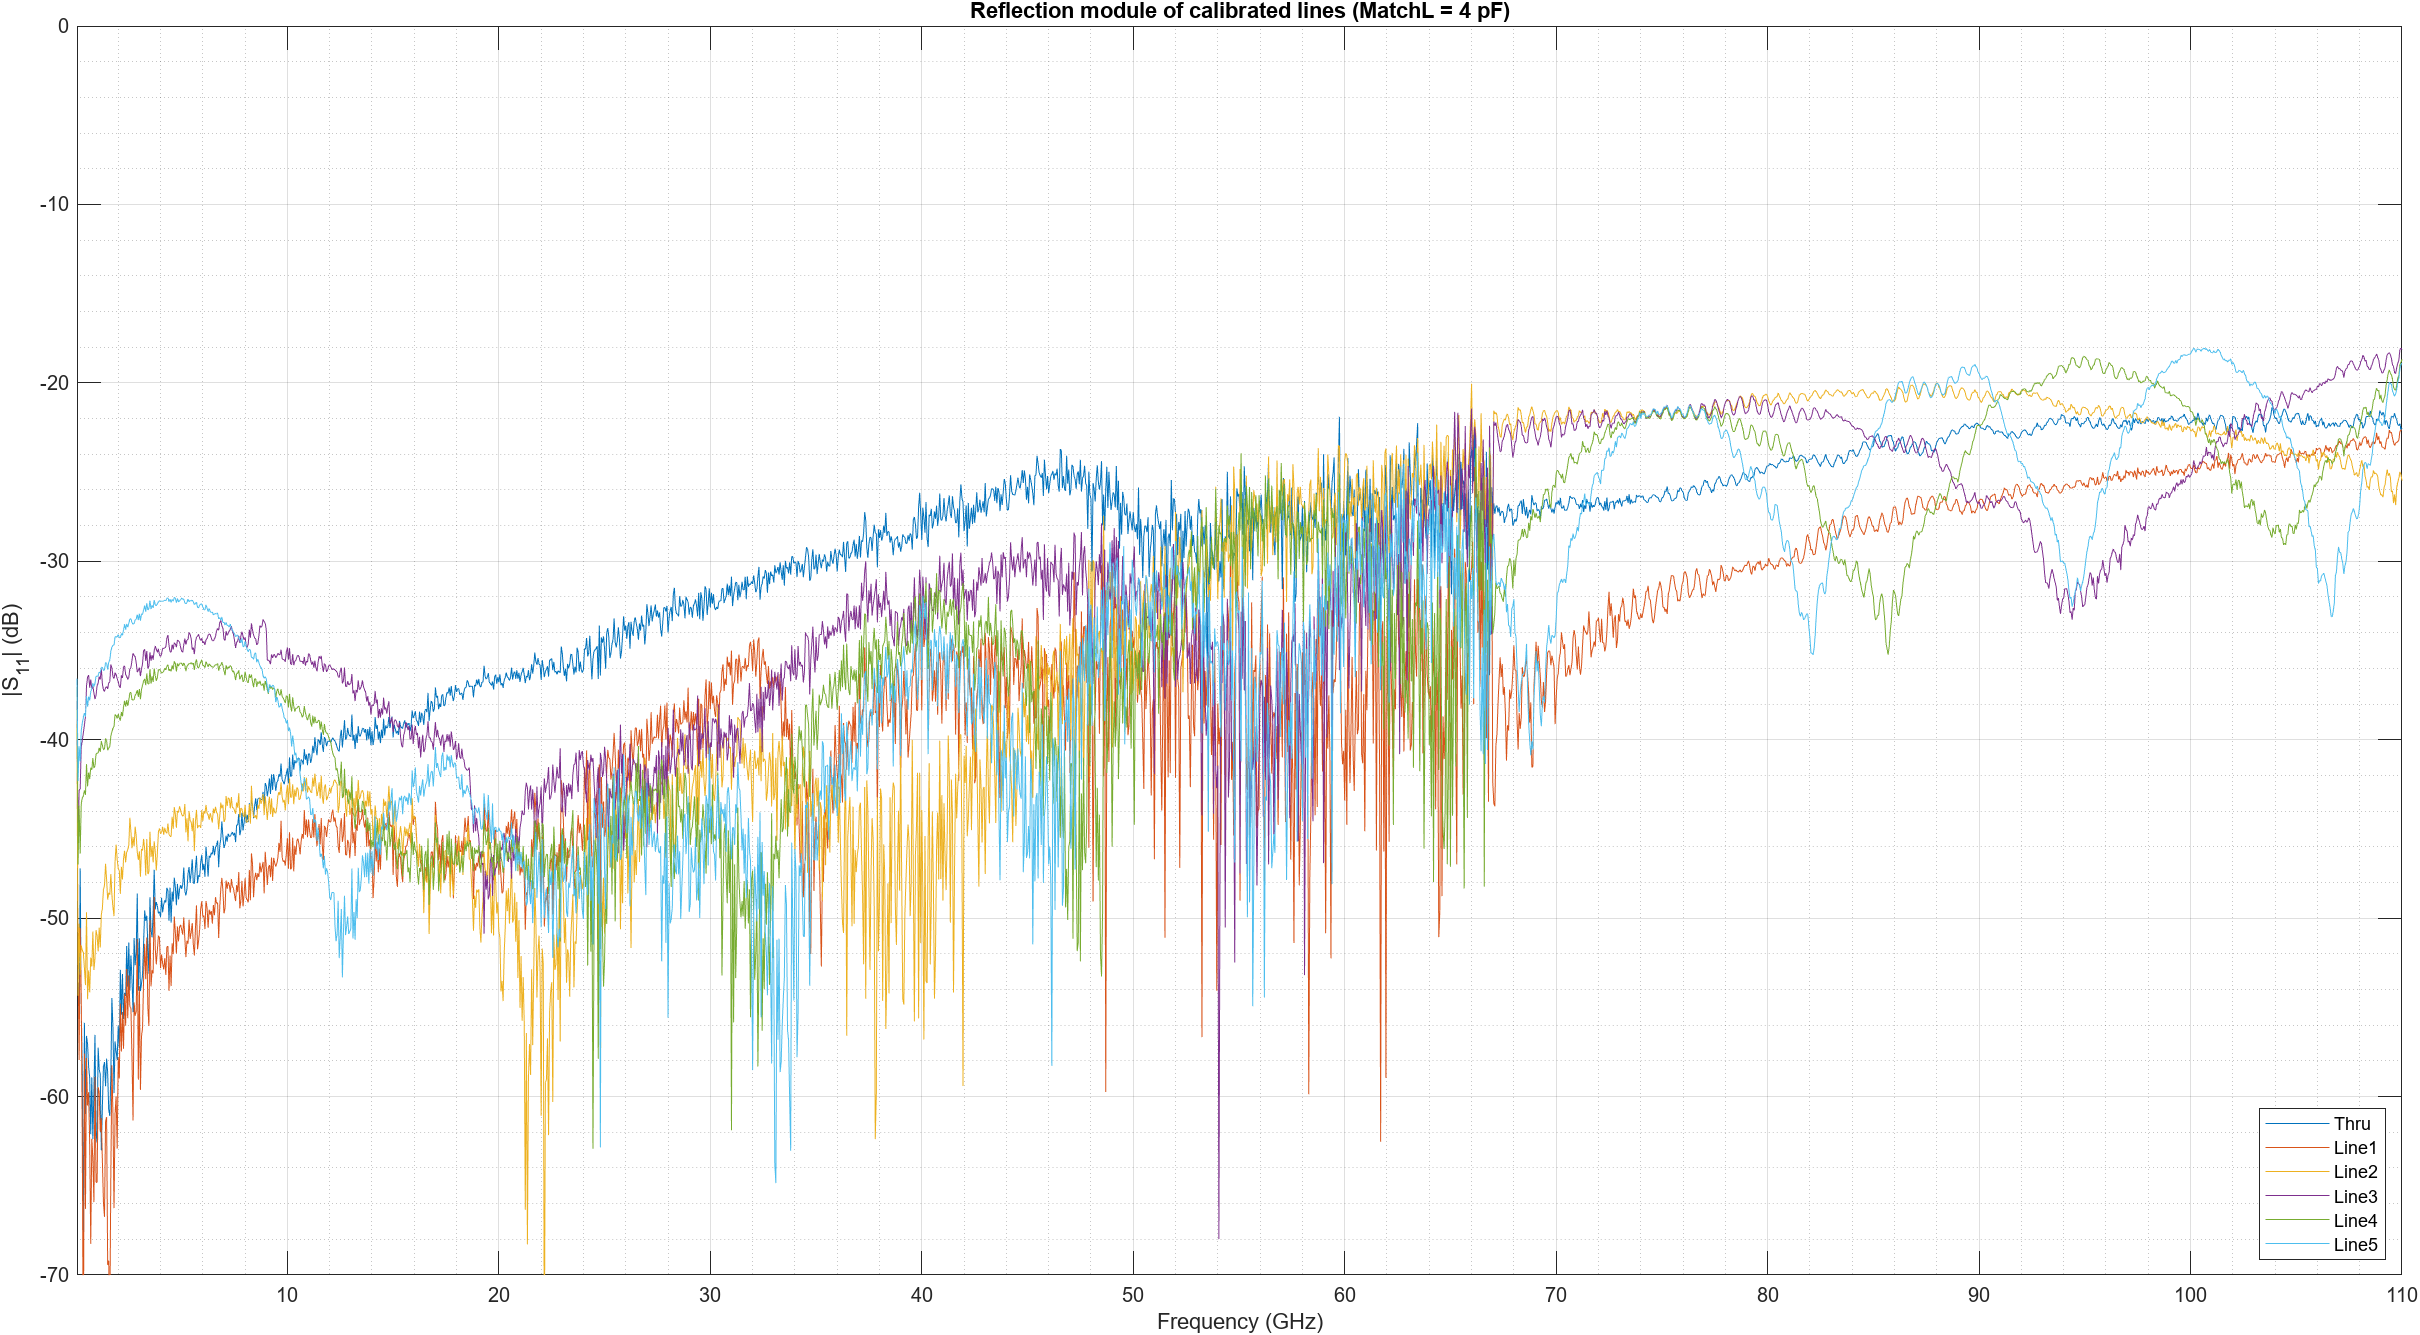 Reflection module of calibrated lines (MatchL = 4 pF)
0
-10
-20
-30
-40
-50
-60
-70
|S11| (dB)
10 20 30 40 50 60 70 80 90 100 110
Frequency (GHz)
Thru
Line1
Line2
Line3
Line4
Line5